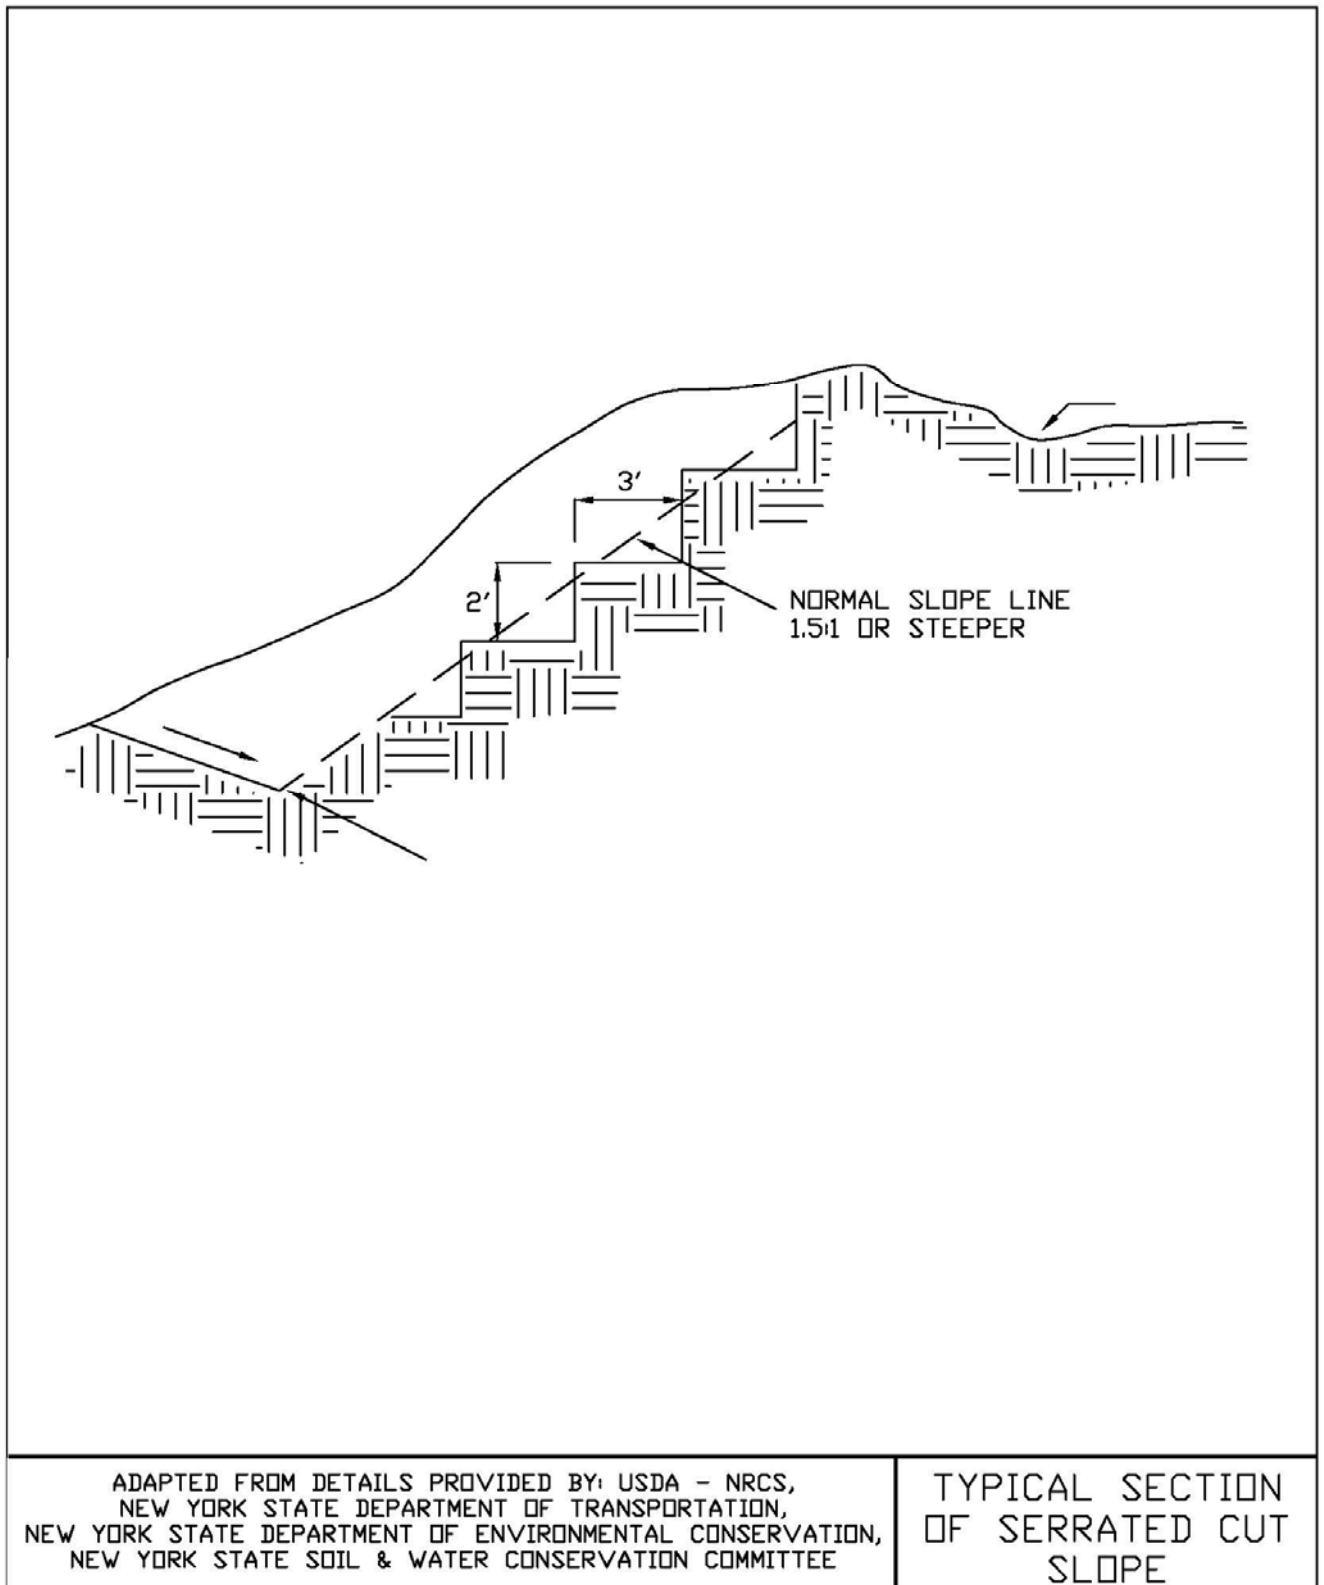 3′
2′
NORMAL SLOPE LINE
1.5:1 OR STEEPER
ADAPTED FROM DETAILS PROVIDED BY: USDA - NRCS,
NEW YORK STATE DEPARTMENT OF TRANSPORTATION,
NEW YORK STATE DEPARTMENT OF ENVIRONMENTAL CONSERVATION,
NEW YORK STATE SOIL & WATER CONSERVATION COMMITTEE
TYPICAL SECTION
OF SERRATED CUT
SLOPE